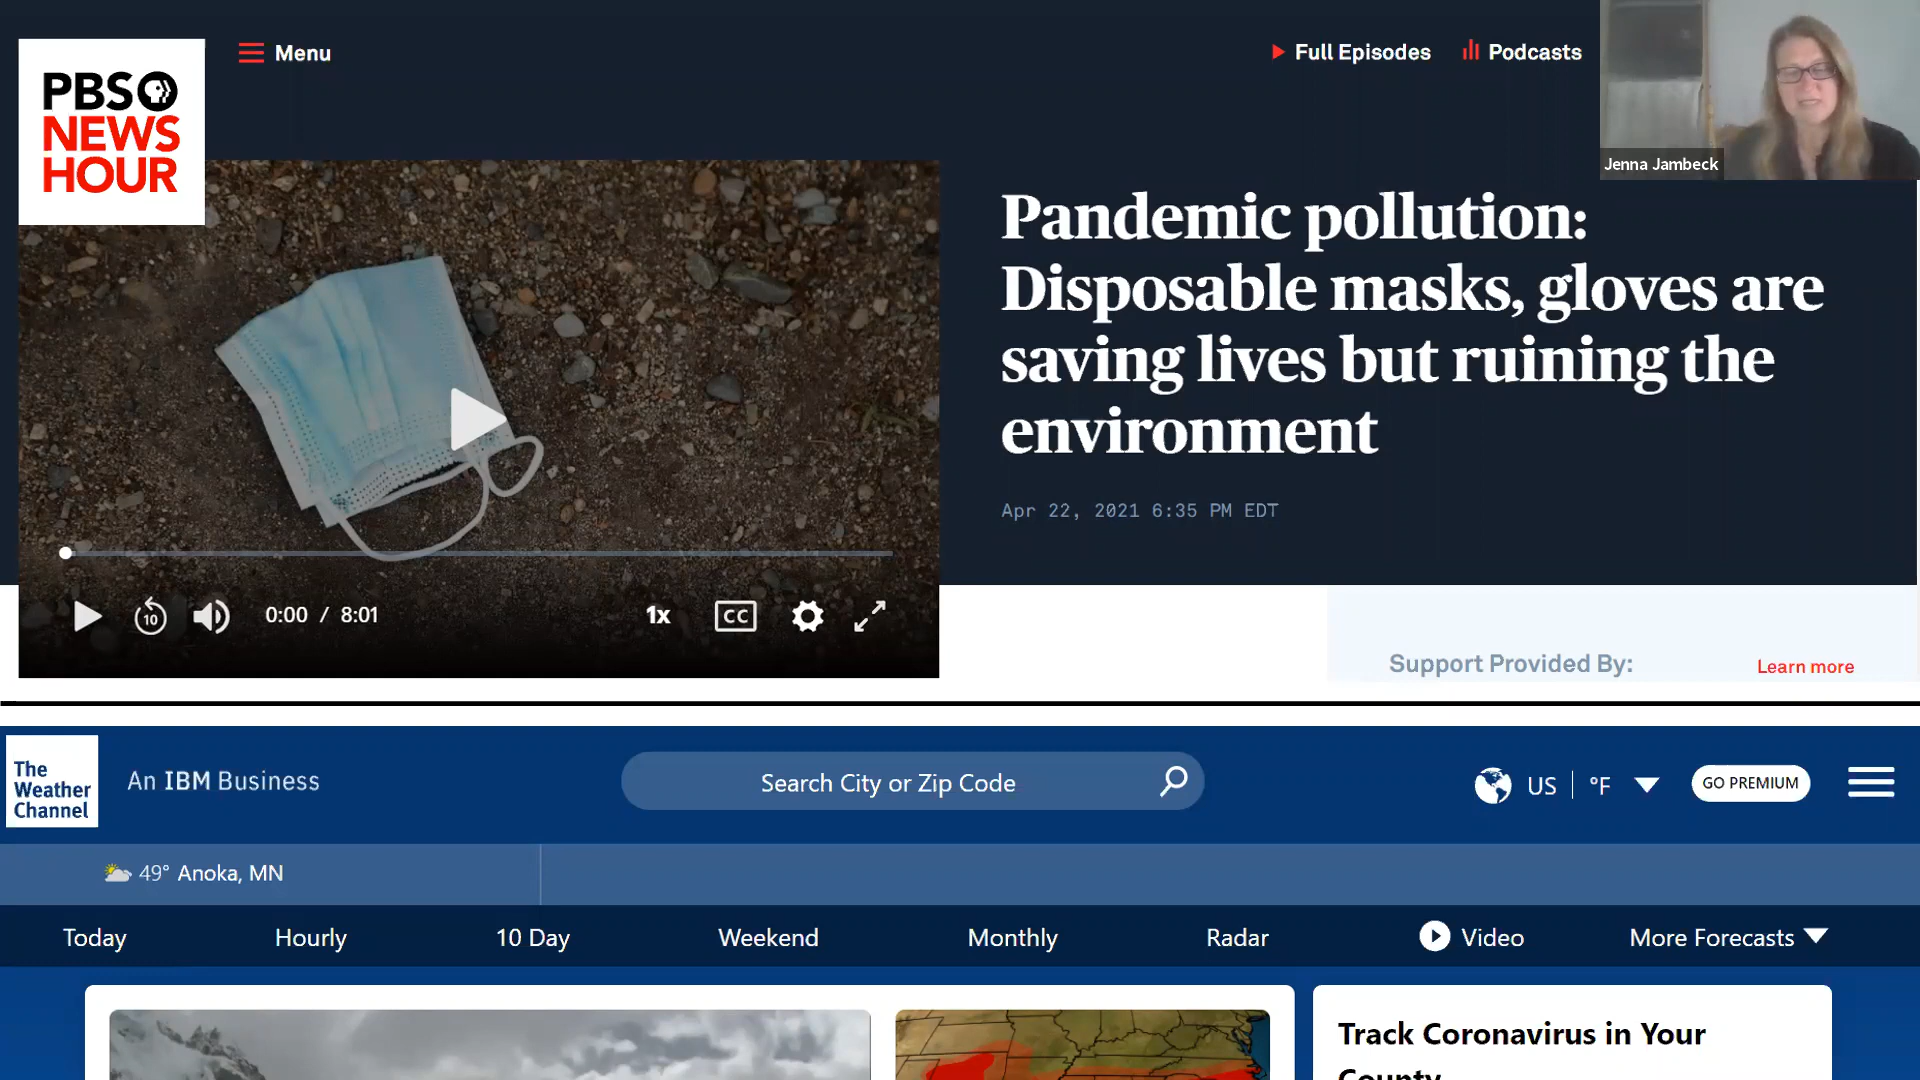 PBS
NEWS
HOUR
Menu
Full Episodes
Podcasts
Jenna Jambeck
Pandemic pollution:
Disposable masks, gloves are
saving lives but ruining the
environment
Apr 22, 2021 6:35 PM EDT
10
0:00 / 8:01
1x
CC
Support Provided By:
Learn more
The
Weather
Channel
An IBM Business
Search City or Zip Code
US
°F
GO PREMIUM
49° Anoka, MN
Today
Hourly
10 Day
Weekend
Monthly
Radar
Video
More Forecasts
Track Coronavirus in Your
County